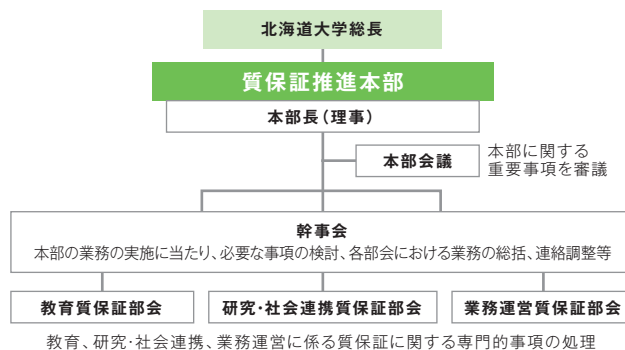 北海道大学総長
質保証推進本部
本部長（理事）
本部会議
本部に関する
重要事項を審議
幹事会
本部の業務の実施に当たり、必要な事項の検討、各部会における業務の総括、連絡調整等
教育質保証部会
研究・社会連携質保証部会
業務運営質保証部会
教育、研究・社会連携、業務運営に係る質保証に関する専門的事項の処理